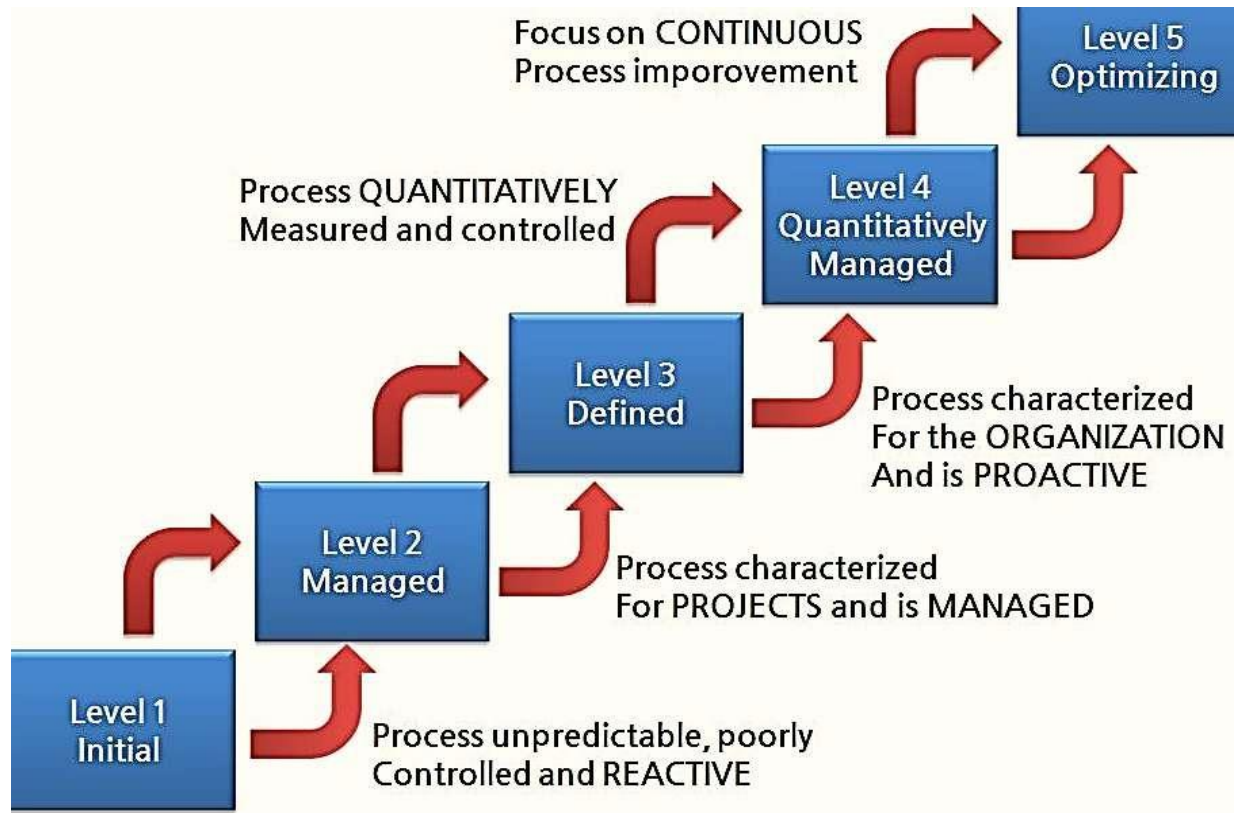 Focus on CONTINUOUS
Process imporovement
Level 5
Optimizing
Process QUANTITATIVELY
Measured and controlled
Level 4
Quantitatively
Managed
Level 3
Defined
Process characterized
For the ORGANIZATION
And is PROACTIVE
Level 2
Managed
Process characterized
For PROJECTS and is MANAGED
Level 1
Initial
Process unpredictable, poorly
Controlled and REACTIVE